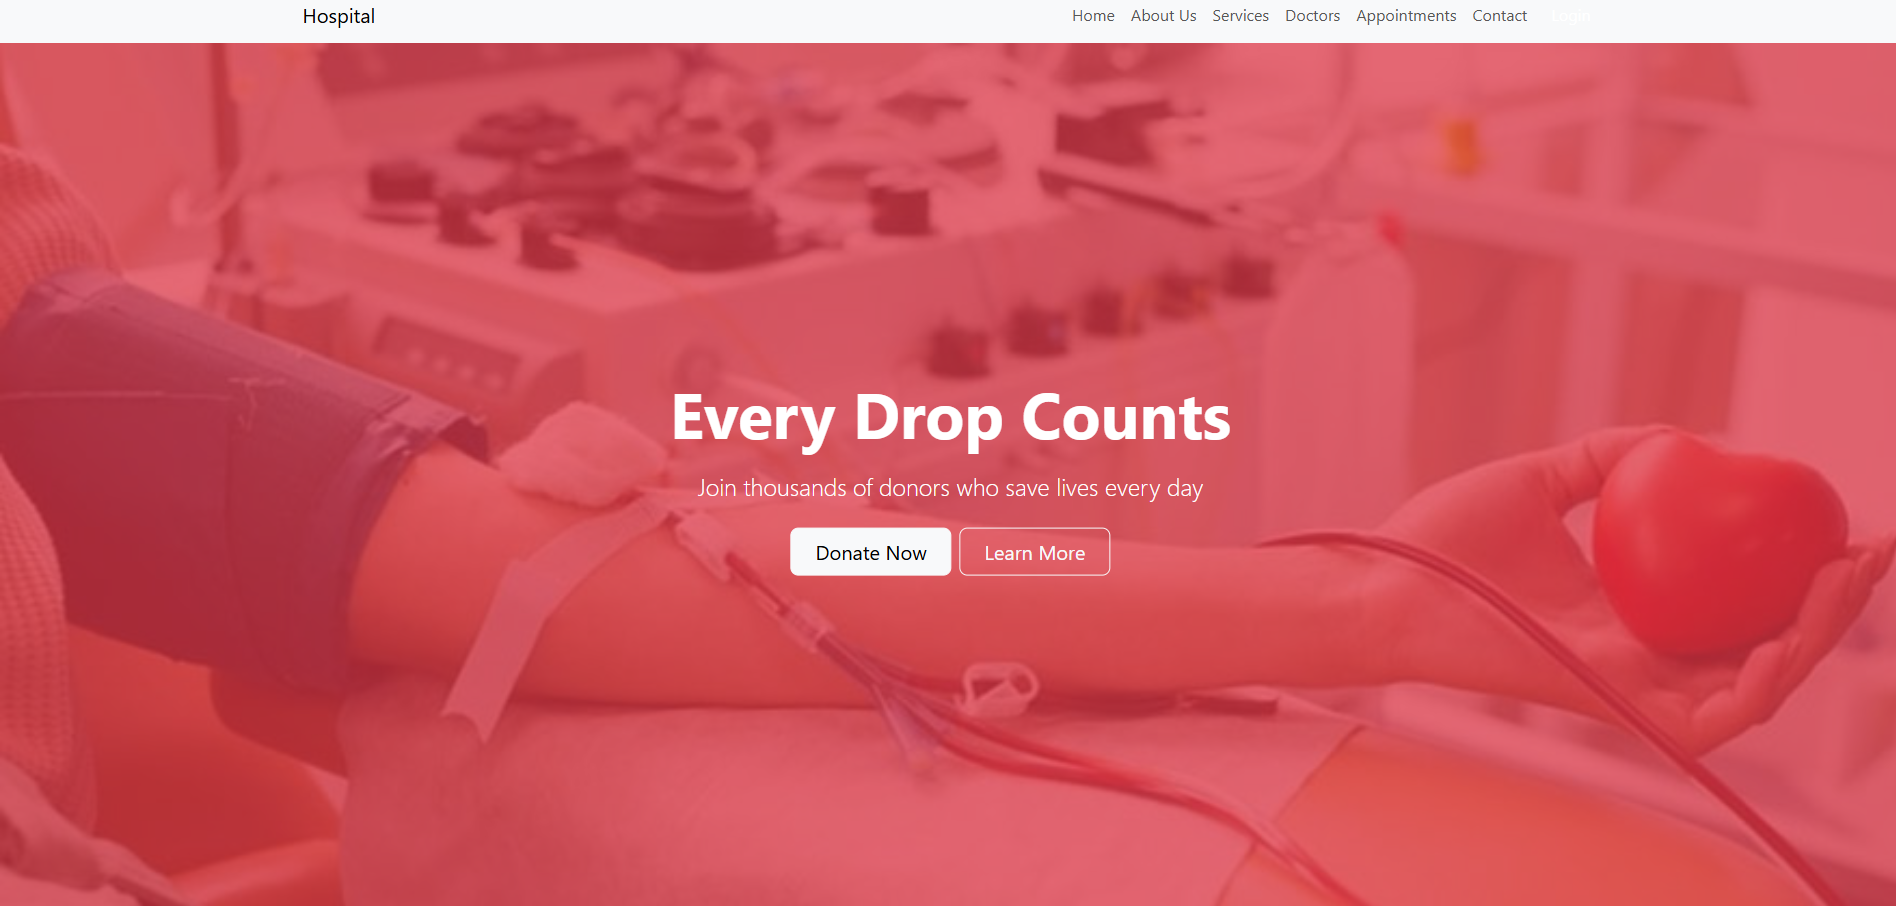 Hospital
Home About Us Services Doctors Appointments Contact Login
Every Drop Counts
Join thousands of donors who save lives every day
Donate Now Learn More